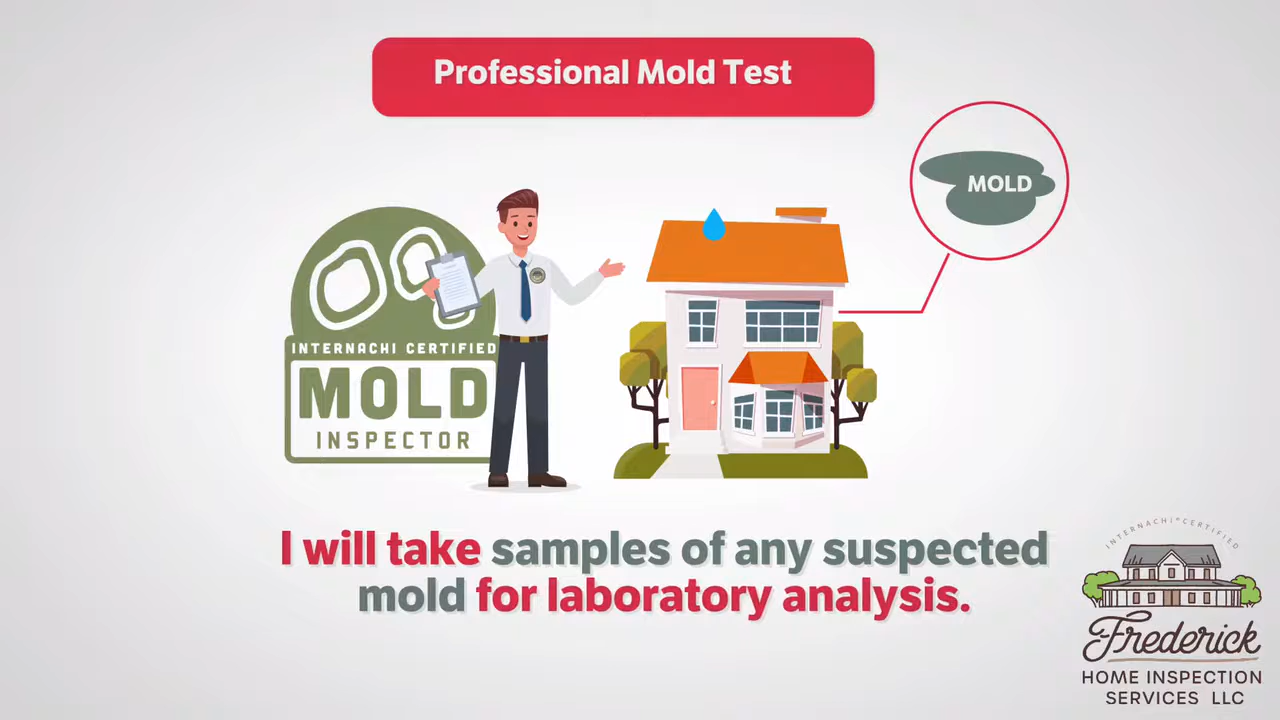 Professional Mold Test
MOLD
INTERNACHI CERTIFIED
MOLD
INSPECTOR
I will take samples of any suspected
mold for laboratory analysis.
INTERNACHI®CERTIFIED
Frederick
HOME INSPECTION
SERVICES LLC